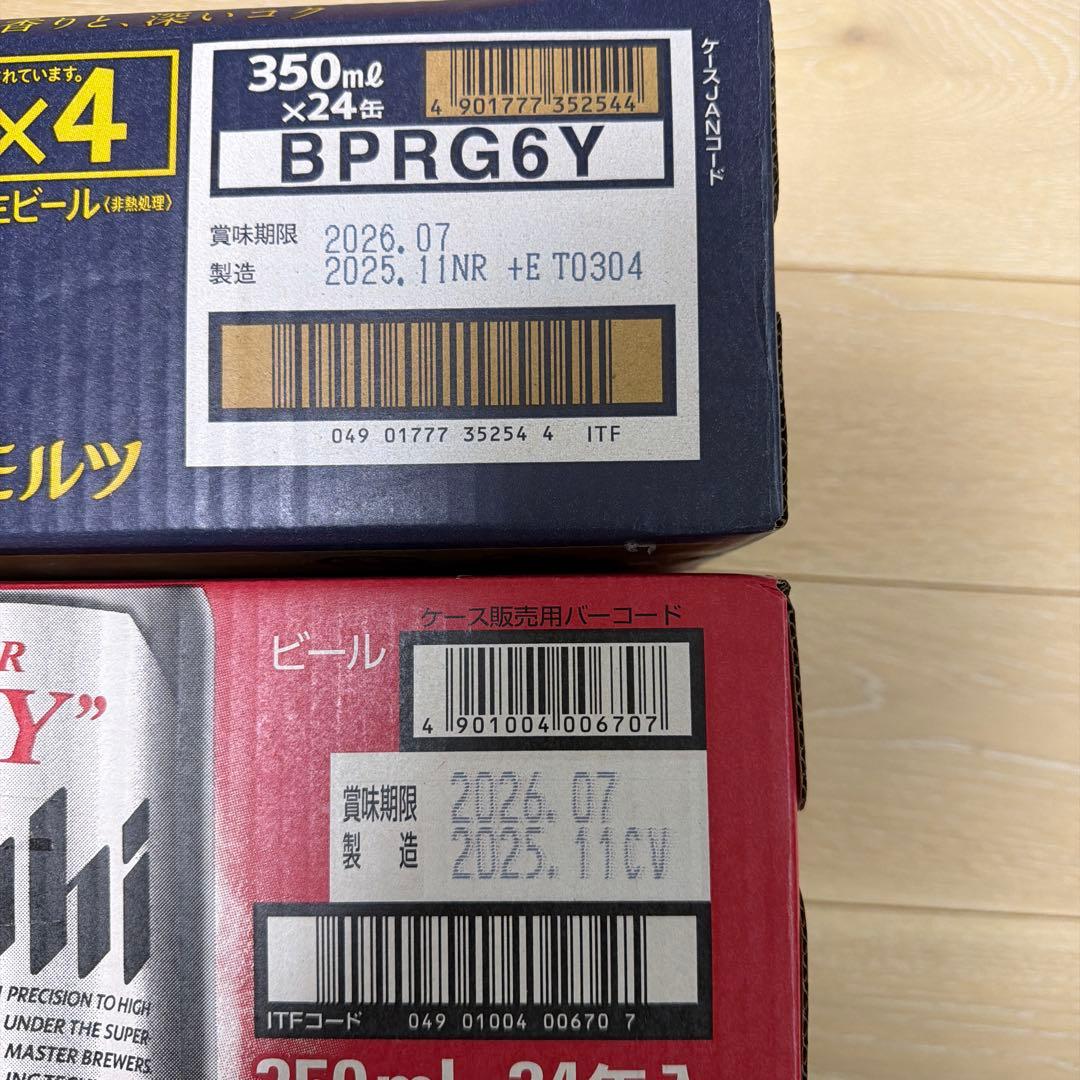 香りと、深いコク
れています。
×4
生ビール〈非熱処理〉
モルツ
350ml
×24缶
4 901777 352544
BPRG6Y
ケースJANコード
賞味期限 2026.07
製造 2025.11NR +E T0304
049 01777 35254 4 ITF
ビール
ケース販売用バーコード
4 901004 006707
賞味期限 2026.07
製造 2025.11CV
ITFコード 049 01004 00670 7
350ml 24缶入
R
Y”
hi
PRECISION TO HIGH
UNDER THE SUPER
MASTER BREWERS